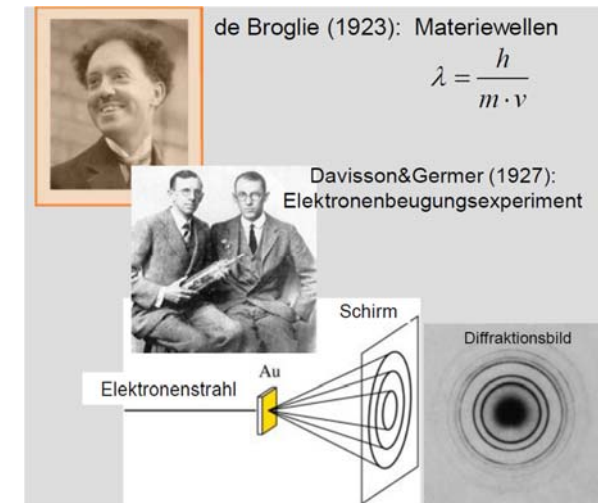 de Broglie (1923): Materiewellen
λ = h / m · v
Davisson&Germer (1927):
Elektronenbeugungsexperiment
Schirm
Diffraktionsbild
Au
Elektronenstrahl